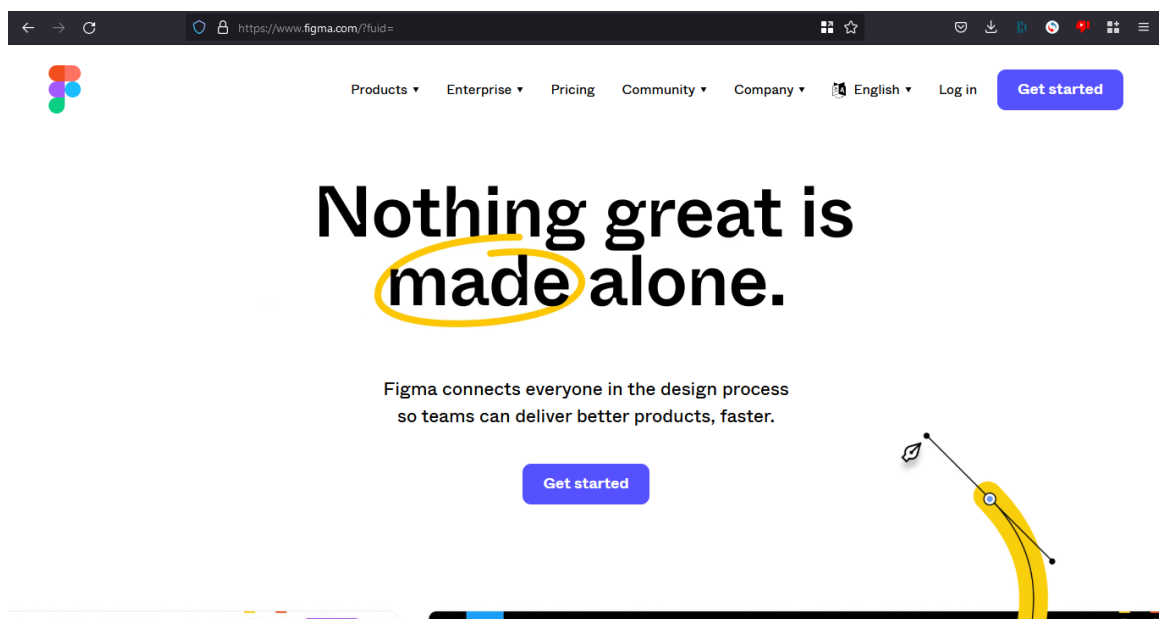 https://www.figma.com/?fuid=
Products Enterprise Pricing Community Company English Log in Get started
Nothing great is
made alone.
Figma connects everyone in the design process
so teams can deliver better products, faster.
Get started